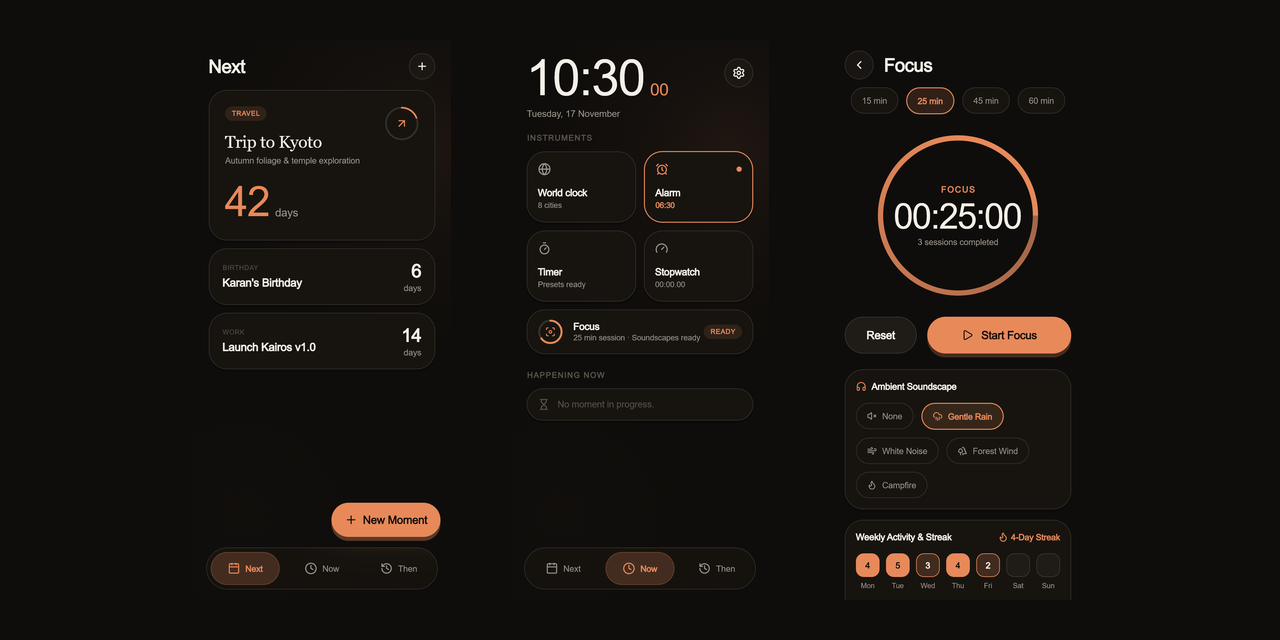 Next
TRAVEL
Trip to Kyoto
Autumn foliage & temple exploration
42 days
BIRTHDAY
Karan's Birthday
6
days
WORK
Launch Kairos v1.0
14
days
New Moment
Next
Now
Then
10:30 00
Tuesday, 17 November
INSTRUMENTS
World clock
8 cities
Alarm
06:30
Timer
Presets ready
Stopwatch
00:00.00
Focus
25 min session · Soundscapes ready
READY
HAPPENING NOW
No moment in progress.
Next
Now
Then
Focus
15 min
25 min
45 min
60 min
FOCUS
00:25:00
3 sessions completed
Reset
Start Focus
Ambient Soundscape
None
Gentle Rain
White Noise
Forest Wind
Campfire
Weekly Activity & Streak
4-Day Streak
4 5 3 4 2
Mon Tue Wed Thu Fri Sat Sun